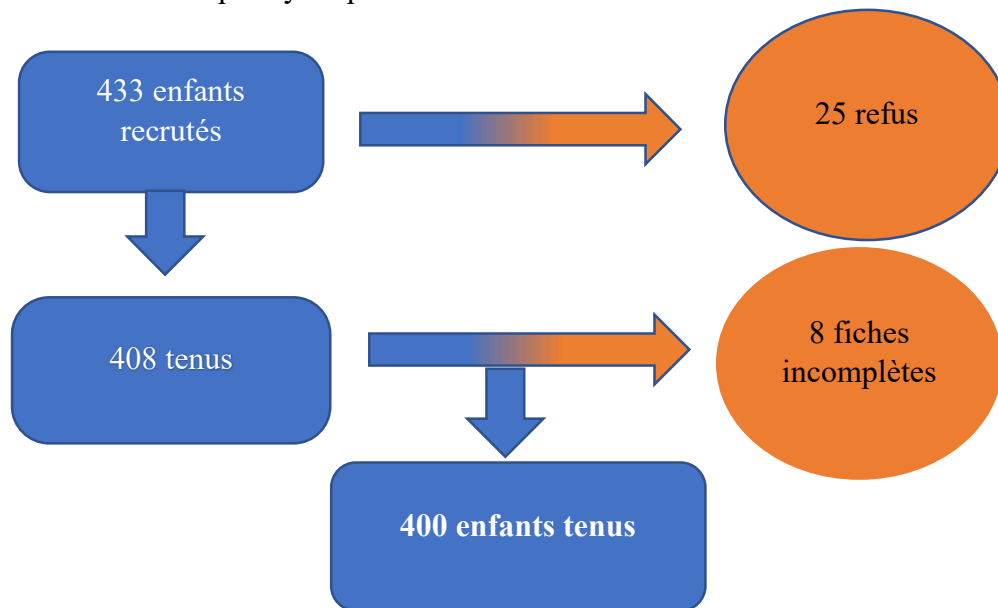 433 enfants
recrutés
25 refus
408 tenus
8 fiches
incomplètes
400 enfants tenus